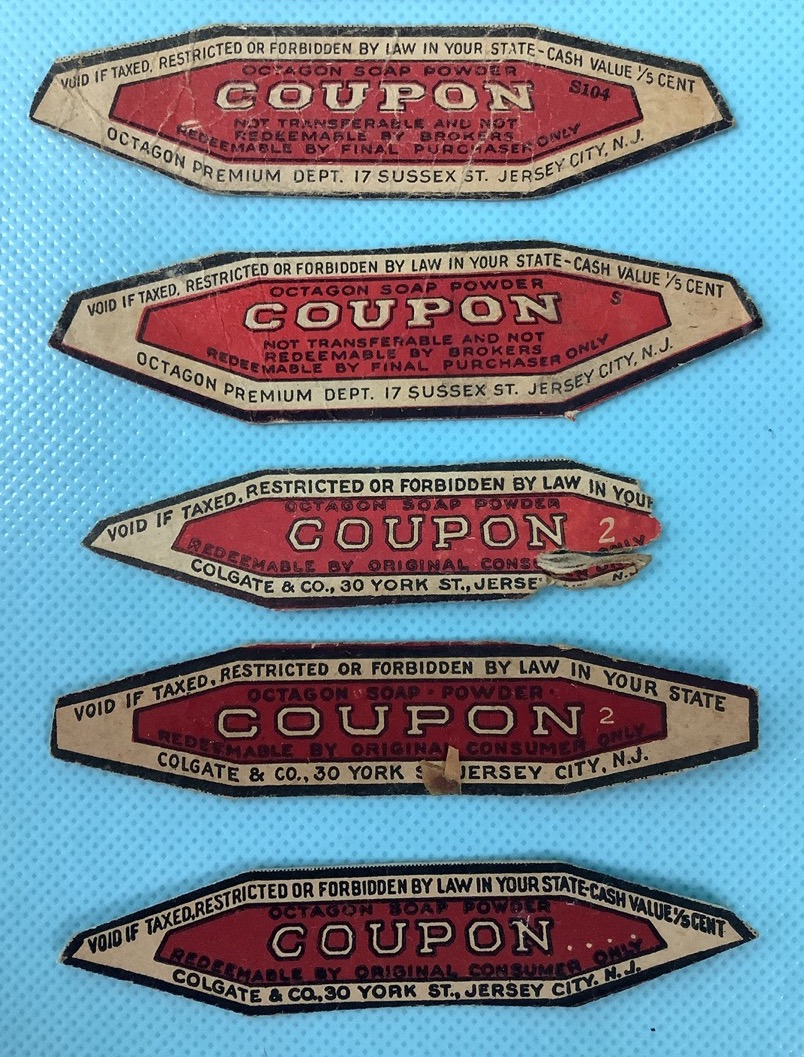 VOID IF TAXED, RESTRICTED OR FORBIDDEN BY LAW IN YOUR STATE-CASH VALUE 1/5 CENT
OCTAGON SOAP POWDER
COUPON S104
NOT TRANSFERABLE AND NOT
REDEEMABLE BY BROKERS
REDEEMABLE BY FINAL PURCHASER ONLY
OCTAGON PREMIUM DEPT. 17 SUSSEX ST. JERSEY CITY, N.J.
VOID IF TAXED, RESTRICTED OR FORBIDDEN BY LAW IN YOUR STATE-CASH VALUE 1/5 CENT
OCTAGON SOAP POWDER
COUPON S
NOT TRANSFERABLE AND NOT
REDEEMABLE BY BROKERS
REDEEMABLE BY FINAL PURCHASER ONLY
OCTAGON PREMIUM DEPT. 17 SUSSEX ST. JERSEY CITY, N.J.
VOID IF TAXED, RESTRICTED OR FORBIDDEN BY LAW IN YOUR
OCTAGON SOAP POWDER
COUPON 2
REDEEMABLE BY ORIGINAL CONS ONLY
COLGATE & CO., 30 YORK ST., JERSE N.J.
VOID IF TAXED, RESTRICTED OR FORBIDDEN BY LAW IN YOUR STATE
OCTAGON SOAP · POWDER ·
COUPON 2
REDEEMABLE BY ORIGINAL CONSUMER ONLY
COLGATE & CO., 30 YORK S JERSEY CITY, N.J.
VOID IF TAXED, RESTRICTED OR FORBIDDEN BY LAW IN YOUR STATE-CASH VALUE 1/5 CENT
OCTAGON SOAP POWDER
COUPON....
REDEEMABLE BY ORIGINAL CONSUMER ONLY
COLGATE & CO., 30 YORK ST., JERSEY CITY. N.J.